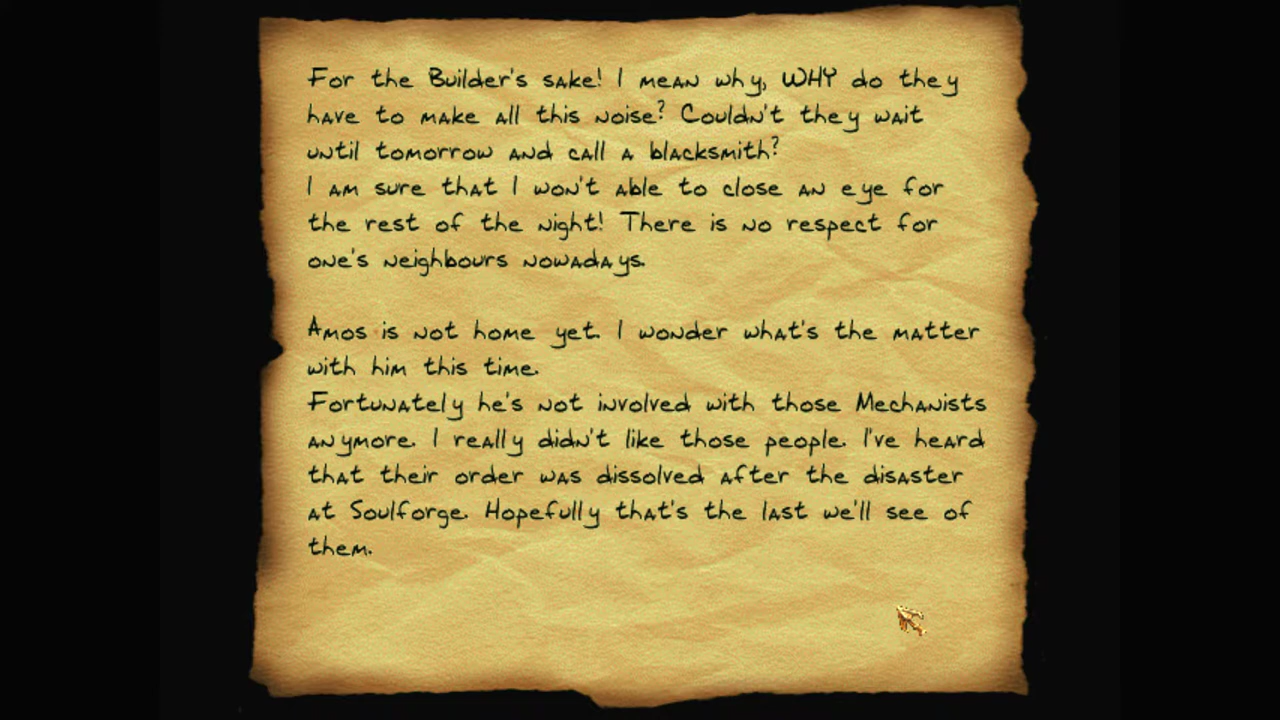 For the Builder's sake! I mean why, WHY do they
have to make all this noise? Couldn't they wait
until tomorrow and call a blacksmith?
I am sure that I won't able to close an eye for
the rest of the night! There is no respect for
one's neighbours nowadays.
Amos is not home yet. I wonder what's the matter
with him this time.
Fortunately he's not involved with those Mechanists
anymore. I really didn't like those people. I've heard
that their order was dissolved after the disaster
at Soulforge. Hopefully that's the last we'll see of
them.